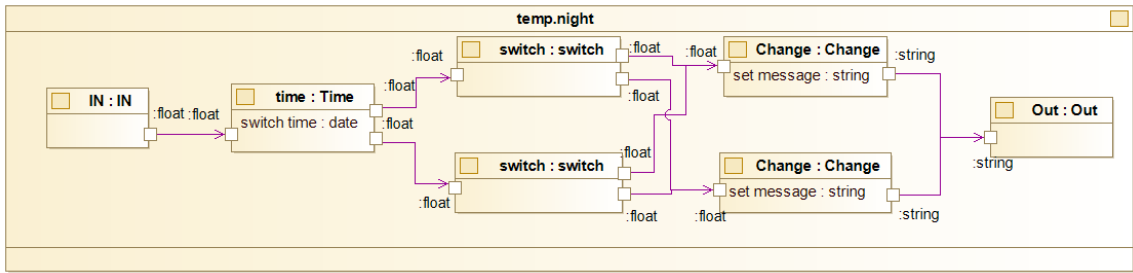 temp.night
:float
switch : switch
:float
:float
Change : Change
:string
set message : string
:float
:float
IN : IN
:float
:float
time : Time
switch time : date
:float
Out : Out
switch : switch
:float
Change : Change
:string
set message : string
:float
:float
:float
:string